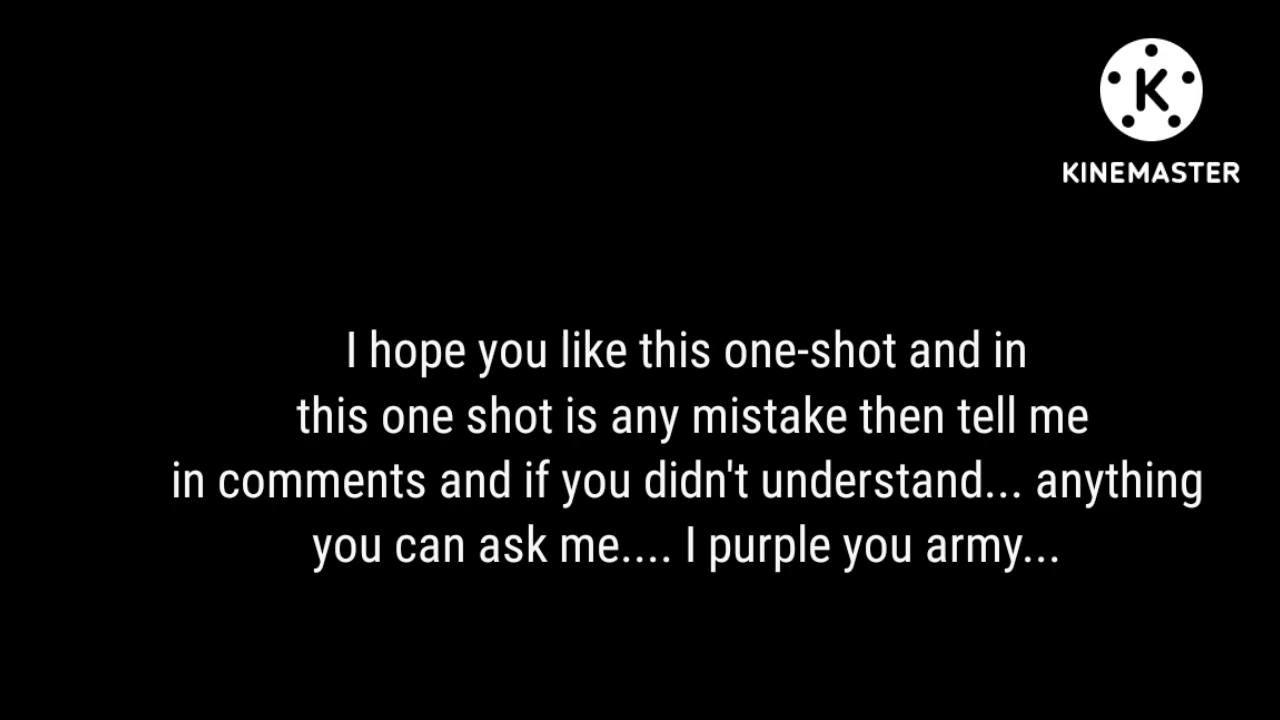 K
KINEMASTER
I hope you like this one-shot and in
this one shot is any mistake then tell me
in comments and if you didn't understand... anything
you can ask me.... I purple you army...